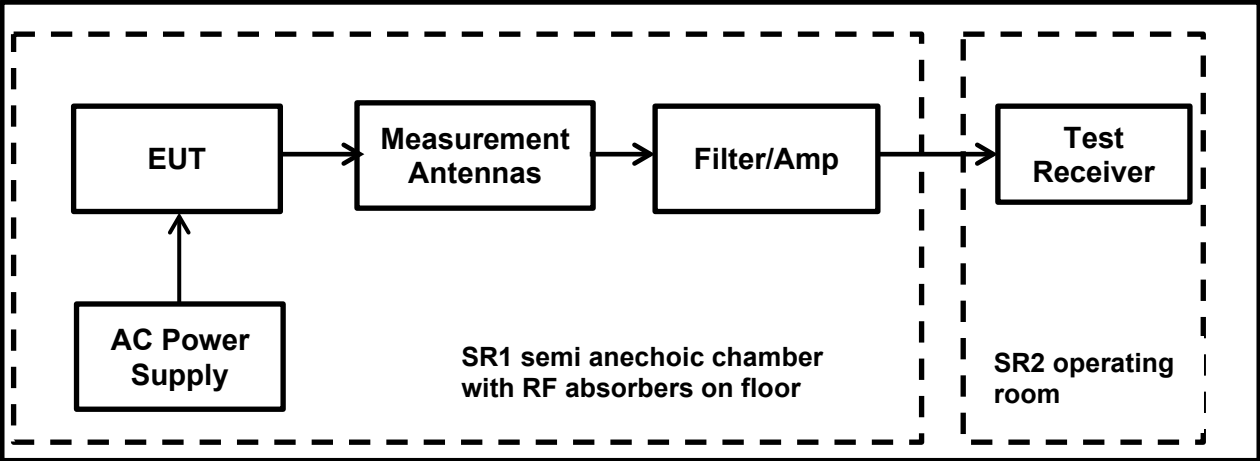 EUT
Measurement
Antennas
Filter/Amp
Test
Receiver
AC Power
Supply
SR1 semi anechoic chamber
with RF absorbers on floor
SR2 operating
room